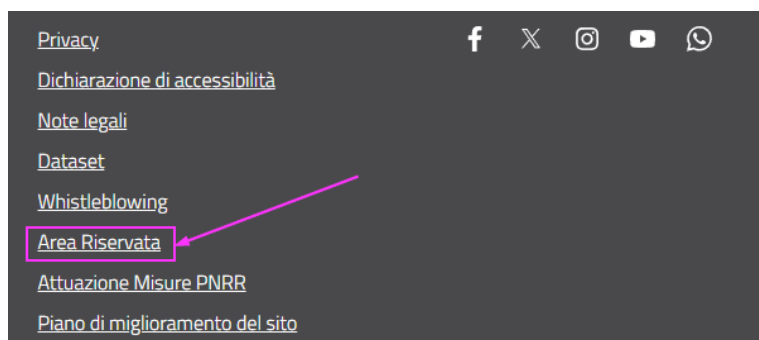 Privacy
Dichiarazione di accessibilità
Note legali
Dataset
Whistleblowing
Area Riservata
Attuazione Misure PNRR
Piano di miglioramento del sito